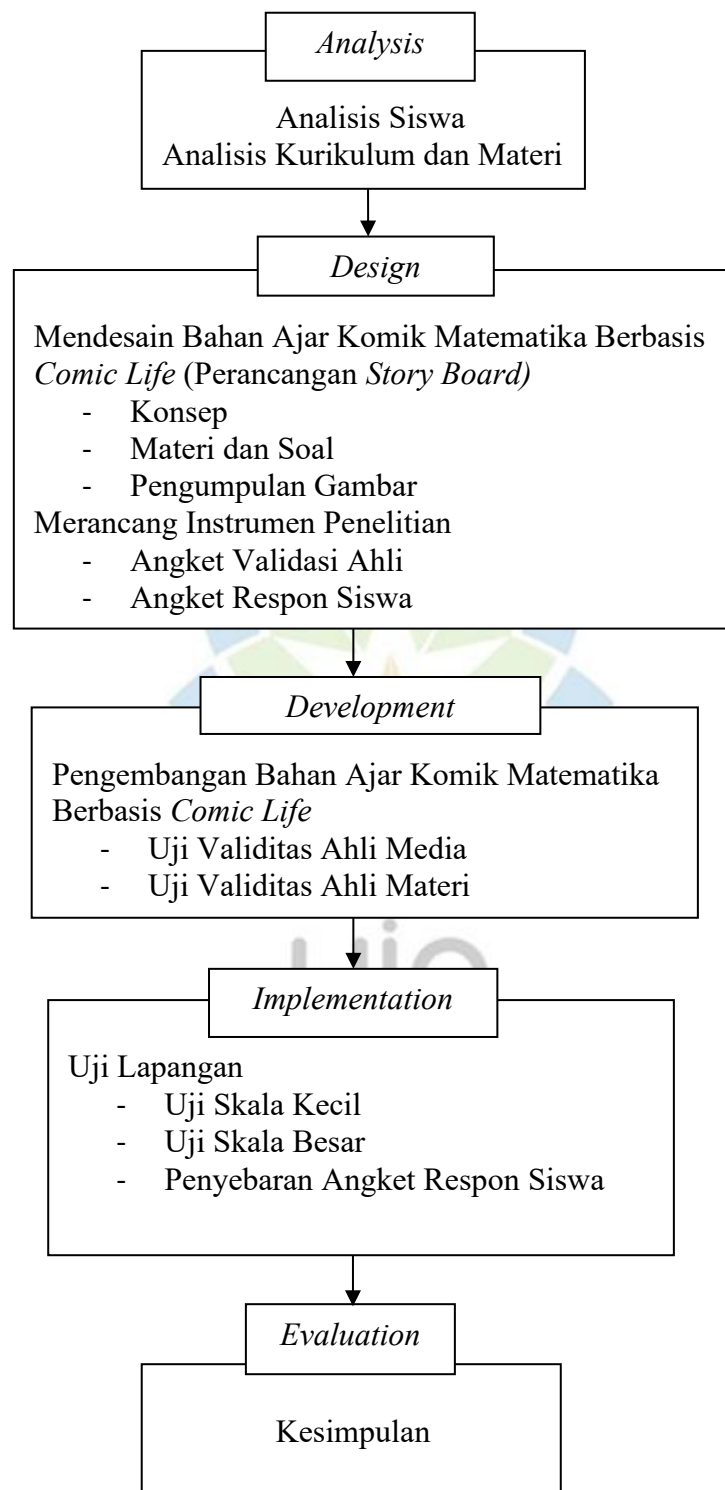 Analysis
Analisis Siswa
Analisis Kurikulum dan Materi
Design
Mendesain Bahan Ajar Komik Matematika Berbasis
Comic Life (Perancangan Story Board)
- Konsep
- Materi dan Soal
- Pengumpulan Gambar
Merancang Instrumen Penelitian
- Angket Validasi Ahli
- Angket Respon Siswa
Development
Pengembangan Bahan Ajar Komik Matematika
Berbasis Comic Life
- Uji Validitas Ahli Media
- Uji Validitas Ahli Materi
Implementation
Uji Lapangan
- Uji Skala Kecil
- Uji Skala Besar
- Penyebaran Angket Respon Siswa
Evaluation
Kesimpulan